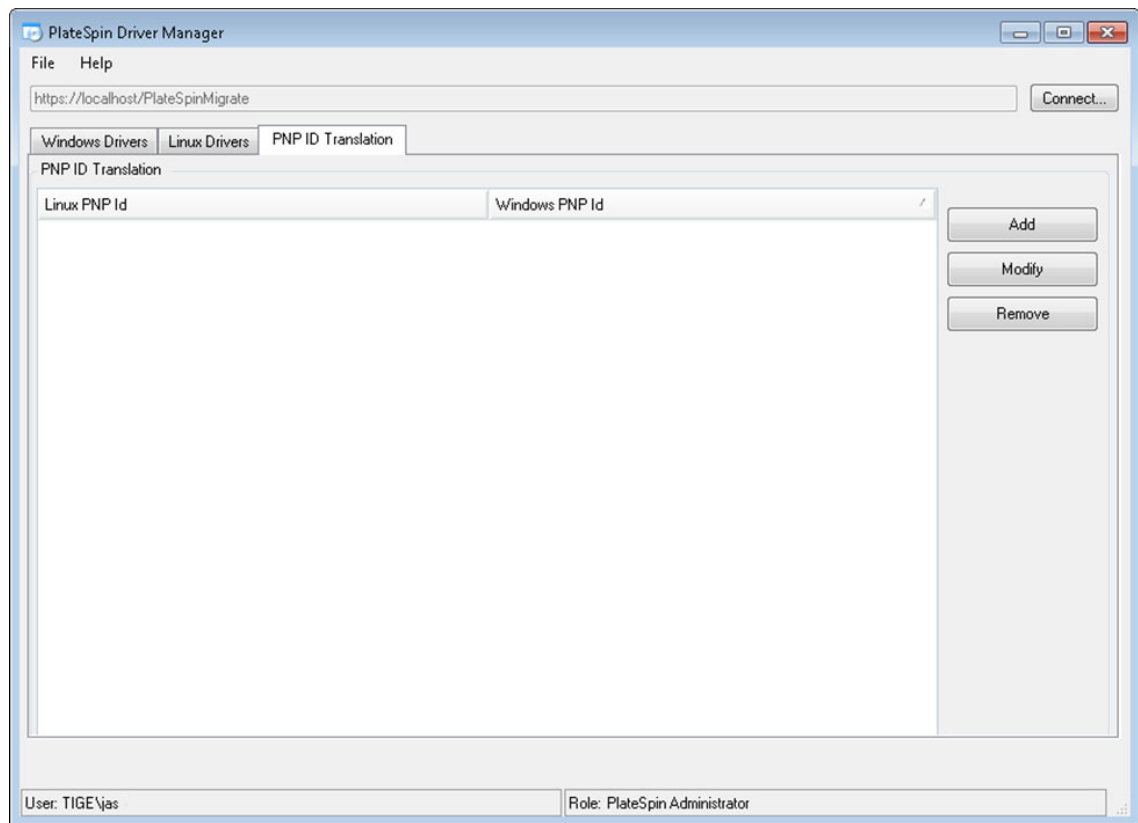 PlateSpin Driver Manager
File Help
https://localhost/PlateSpinMigrate Connect...
Windows Drivers Linux Drivers PNP ID Translation
PNP ID Translation
Linux PNP Id Windows PNP Id
Add
Modify
Remove
User: TIGE\jas Role: PlateSpin Administrator